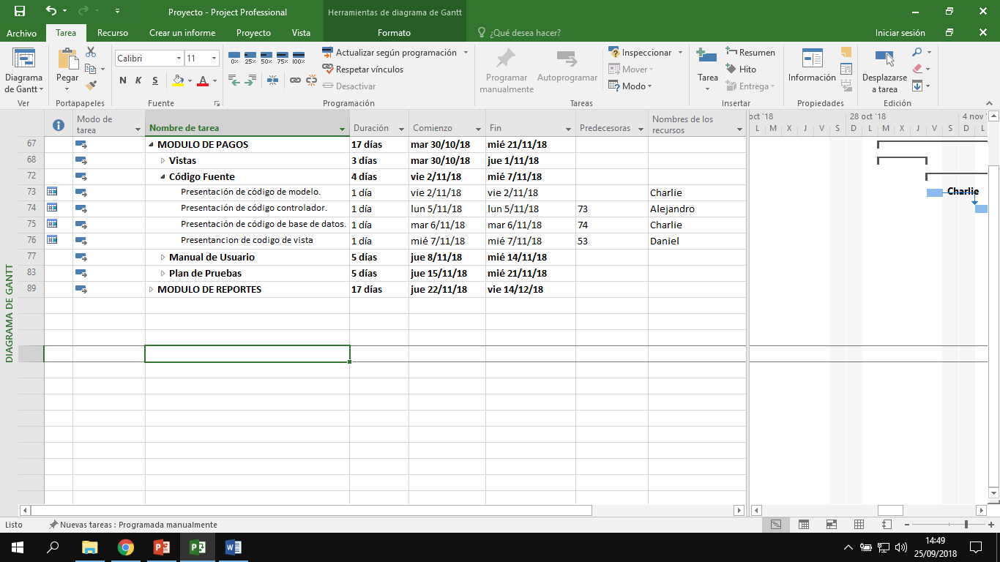 Proyecto - Project Professional
Herramientas de diagrama de Gantt
Archivo Tarea Recurso Crear un informe Proyecto Vista Formato ¿Qué desea hacer? Iniciar sesión
Diagrama de Gantt
Ver
Pegar
Portapapeles
Calibri 11
N K S A
Fuente
0% 25% 50% 75% 100%
Actualizar según programación
Respetar vínculos
Desactivar
Programación
Programar manualmente
Autoprogramar
Inspeccionar
Mover
Modo
Tareas
Tarea
Resumen
Hito
Entrega
Insertar
Información
Propiedades
Desplazarse a tarea
Edición
Modo de tarea Nombre de tarea Duración Comienzo Fin Predecesoras Nombres de los recursos
oct '18 28 oct '18 4 nov '
L M X J V S D L M X J V S D L
67 MODULO DE PAGOS 17 días mar 30/10/18 mié 21/11/18
68 Vistas 3 días mar 30/10/18 jue 1/11/18
72 Código Fuente 4 días vie 2/11/18 mié 7/11/18
73 Presentación de código de modelo. 1 día vie 2/11/18 vie 2/11/18 Charlie Charlie
74 Presentación de código controlador. 1 día lun 5/11/18 lun 5/11/18 73 Alejandro
75 Presentación de código de base de datos. 1 día mar 6/11/18 mar 6/11/18 74 Charlie
76 Presentancion de codigo de vista 1 día mié 7/11/18 mié 7/11/18 53 Daniel
77 Manual de Usuario 5 días jue 8/11/18 mié 14/11/18
83 Plan de Pruebas 5 días jue 15/11/18 mié 21/11/18
89 MODULO DE REPORTES 17 días jue 22/11/18 vie 14/12/18
DIAGRAMA DE GANTT
Listo Nuevas tareas : Programada manualmente
14:49
25/09/2018